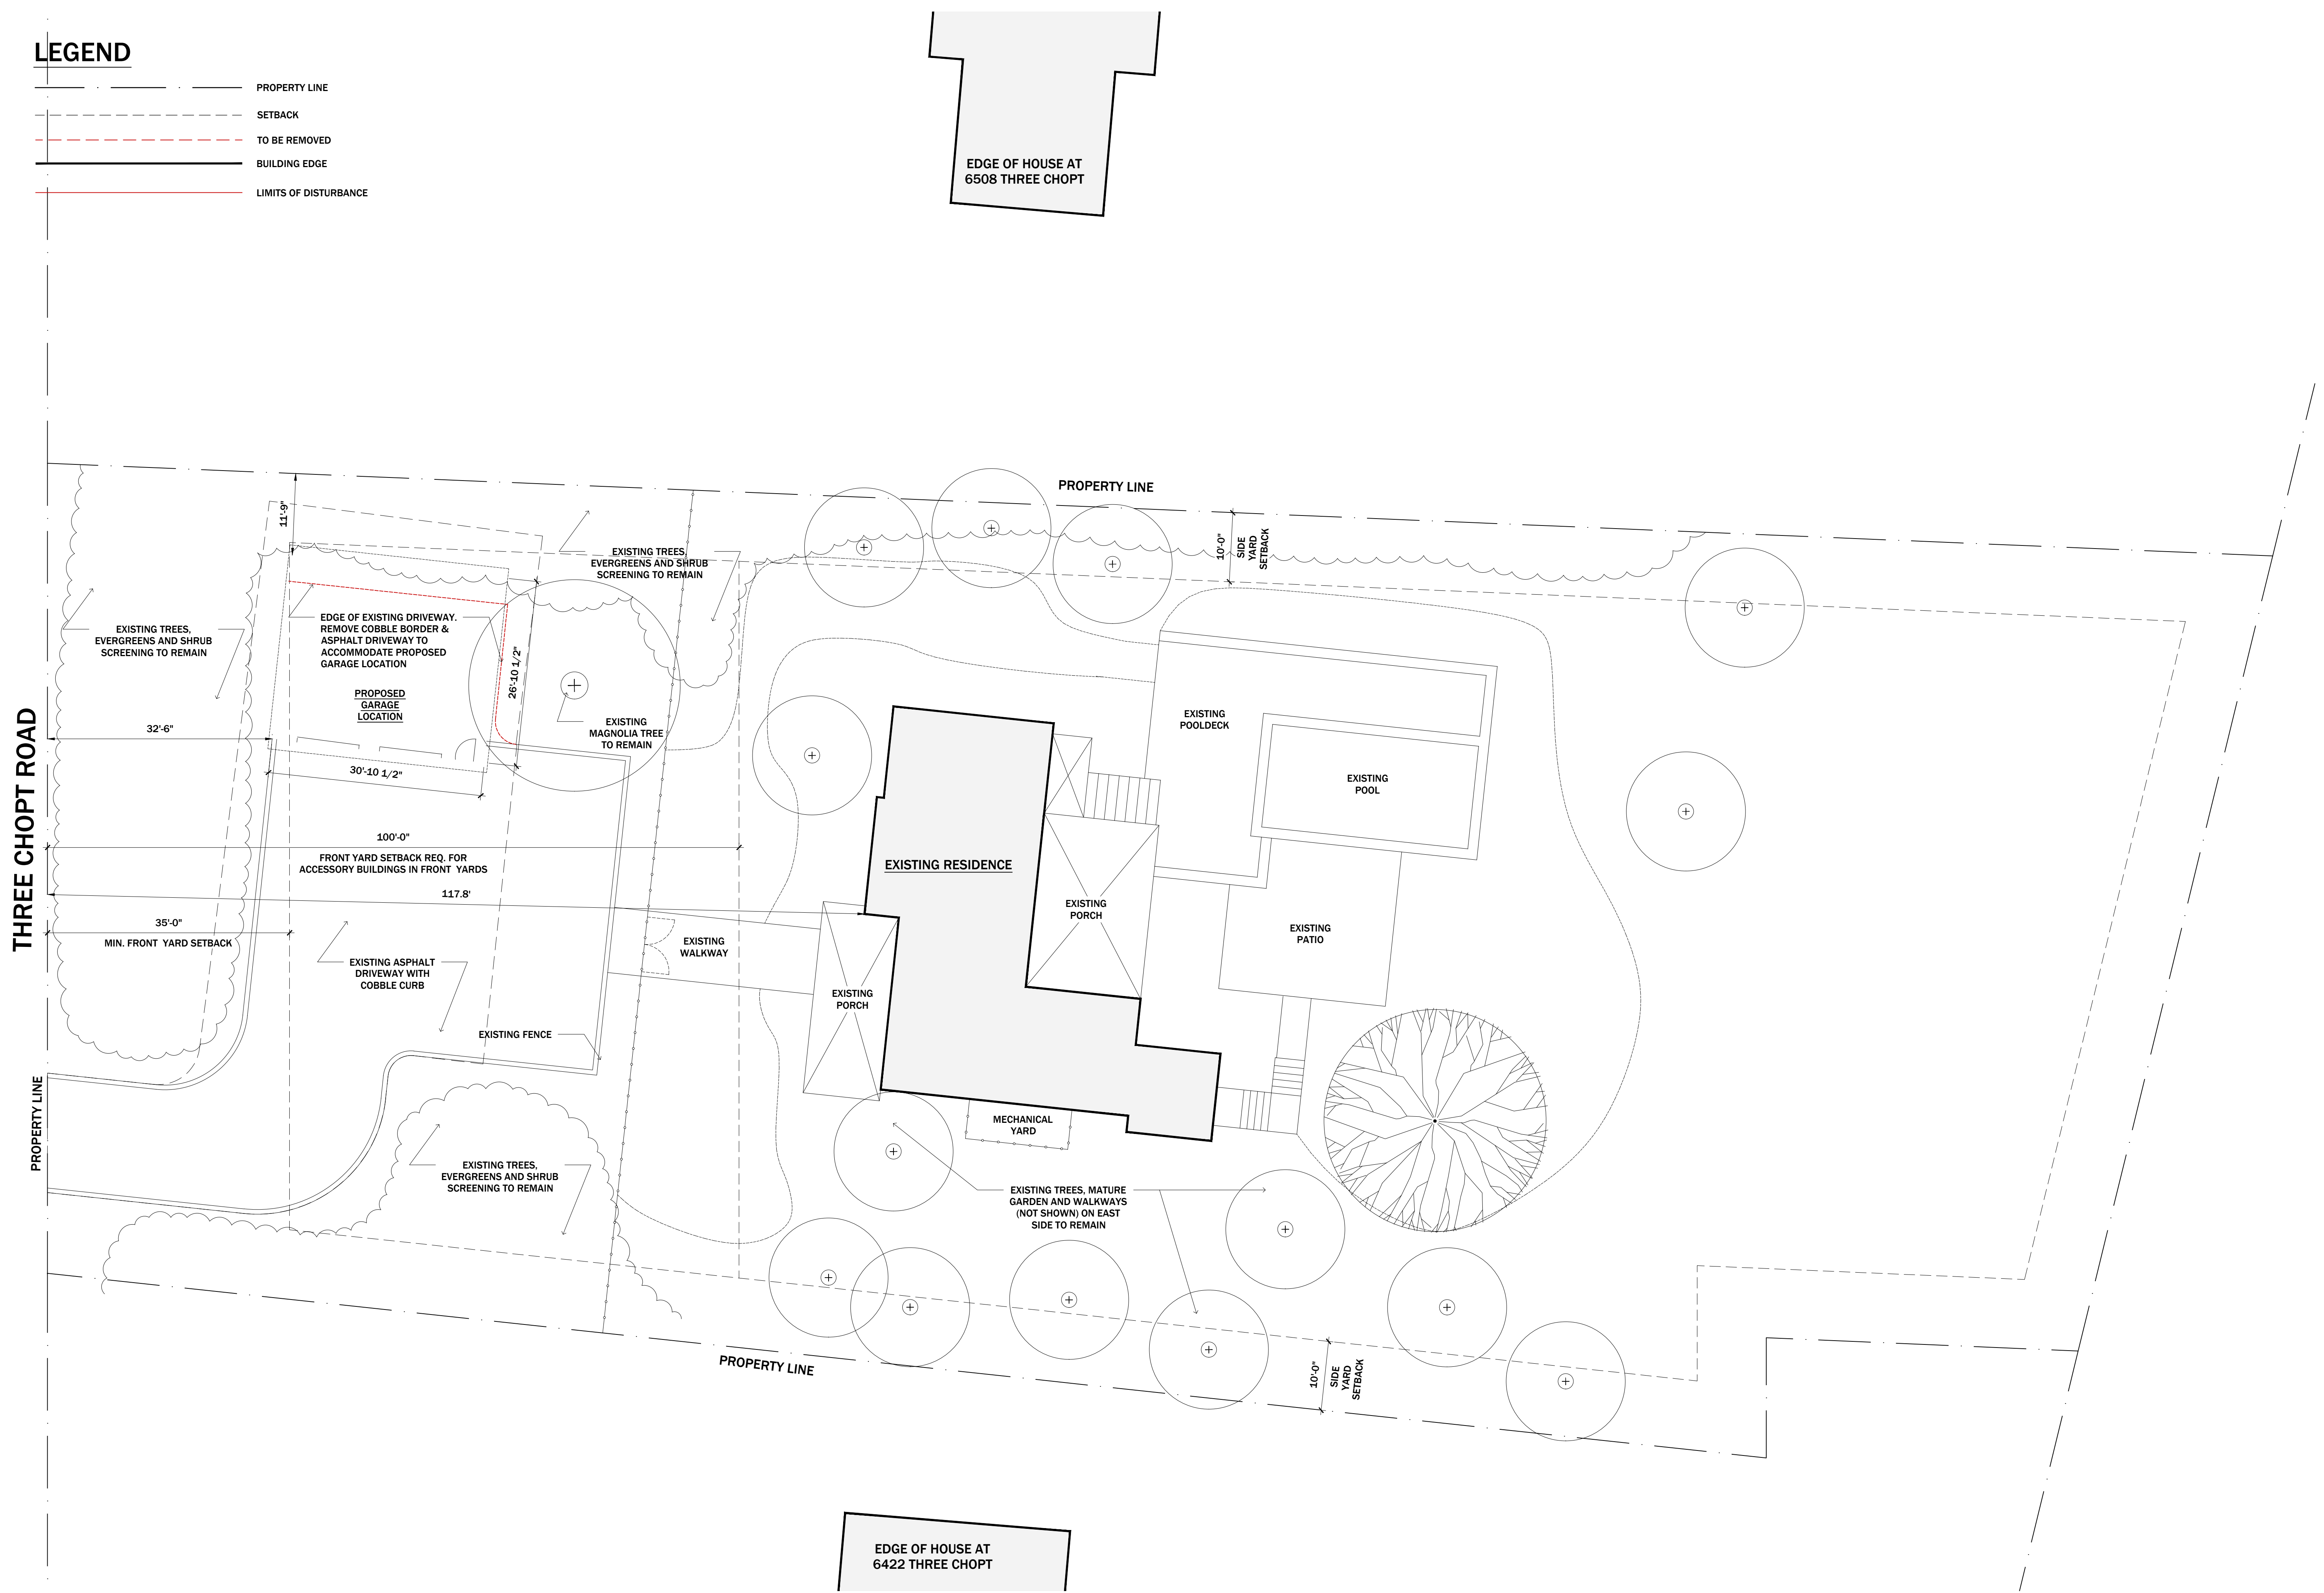 LEGEND
PROPERTY LINE
SETBACK
TO BE REMOVED
BUILDING EDGE
LIMITS OF DISTURBANCE
EDGE OF HOUSE AT
6508 THREE CHOPT
PROPERTY LINE
11'-9"
10'-0"
SIDE
YARD
SETBACK
EXISTING TREES,
EVERGREENS AND SHRUB
SCREENING TO REMAIN
EXISTING TREES,
EVERGREENS AND SHRUB
SCREENING TO REMAIN
EDGE OF EXISTING DRIVEWAY.
REMOVE COBBLE BORDER &
ASPHALT DRIVEWAY TO
ACCOMMODATE PROPOSED
GARAGE LOCATION
PROPOSED
GARAGE
LOCATION
26'-10 1/2"
EXISTING
MAGNOLIA TREE
TO REMAIN
32'-6"
30'-10 1/2"
THREE CHOPT ROAD
EXISTING
POOLDECK
EXISTING
POOL
100'-0"
FRONT YARD SETBACK REQ. FOR
ACCESSORY BUILDINGS IN FRONT YARDS
117.8'
EXISTING RESIDENCE
EXISTING
PORCH
EXISTING
PATIO
35'-0"
MIN. FRONT YARD SETBACK
EXISTING
WALKWAY
EXISTING ASPHALT
DRIVEWAY WITH
COBBLE CURB
EXISTING
PORCH
EXISTING FENCE
PROPERTY LINE
MECHANICAL
YARD
EXISTING TREES,
EVERGREENS AND SHRUB
SCREENING TO REMAIN
EXISTING TREES, MATURE
GARDEN AND WALKWAYS
(NOT SHOWN) ON EAST
SIDE TO REMAIN
PROPERTY LINE
10'-0"
SIDE
YARD
SETBACK
EDGE OF HOUSE AT
6422 THREE CHOPT